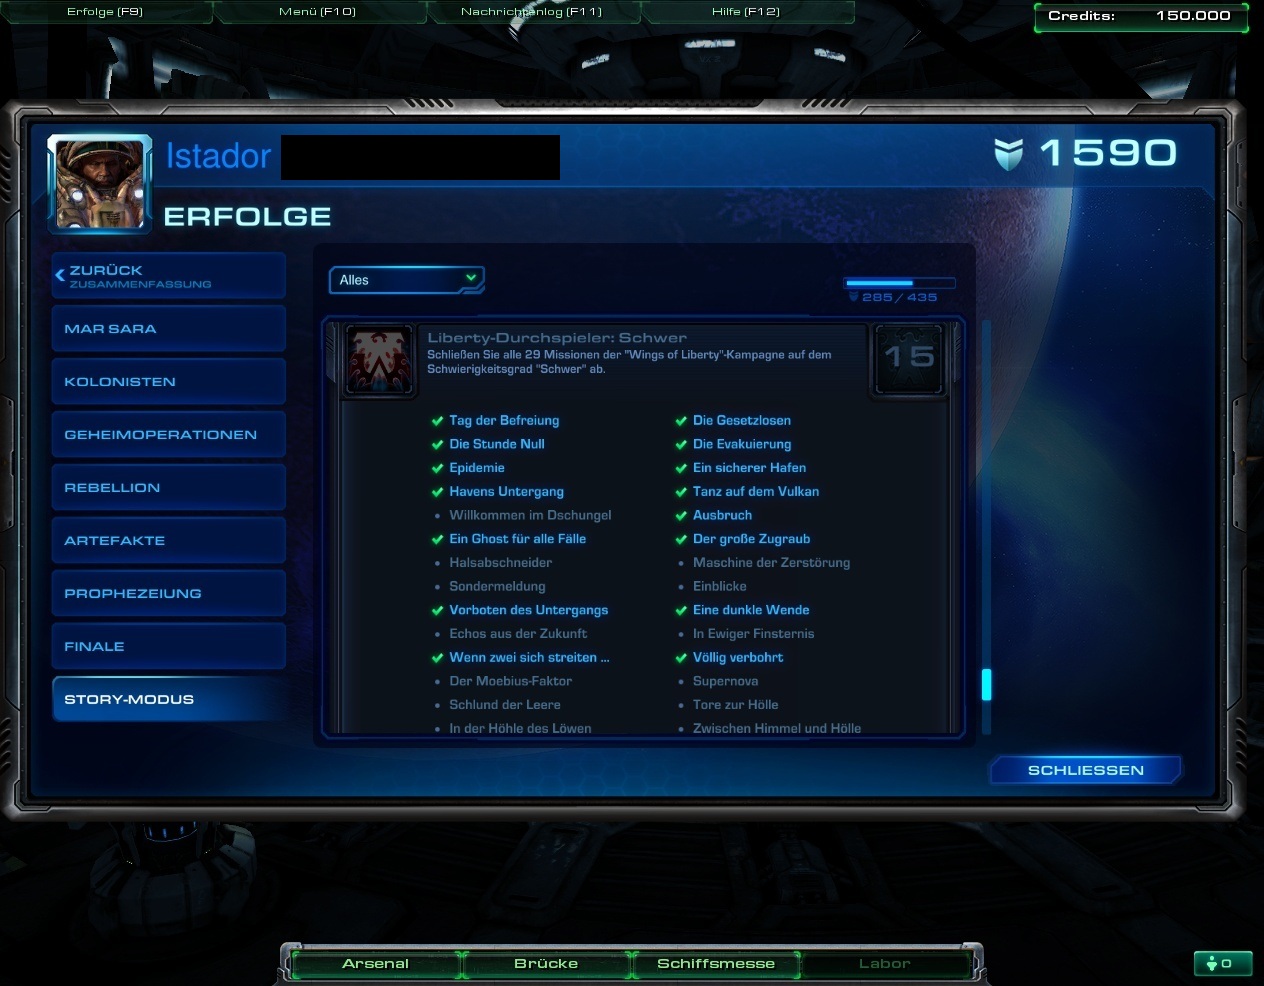 Erfolge (F9) Menü (F10) Nachrichtenlog (F11) Hilfe (F12) Credits: 150.000
Istador 1590
ERFOLGE
ZURÜCK
ZUSAMMENFASSUNG
MAR SARA
KOLONISTEN
GEHEIMOPERATIONEN
REBELLION
ARTEFAKTE
PROPHEZEIUNG
FINALE
STORY-MODUS
Alles
285 / 435
Liberty-Durchspieler: Schwer
Schließen Sie alle 29 Missionen der "Wings of Liberty"-Kampagne auf dem
Schwierigkeitsgrad "Schwer" ab.
15
Tag der Befreiung Die Gesetzlosen
Die Stunde Null Die Evakuierung
Epidemie Ein sicherer Hafen
Havens Untergang Tanz auf dem Vulkan
Willkommen im Dschungel Ausbruch
Ein Ghost für alle Fälle Der große Zugraub
Halsabschneider Maschine der Zerstörung
Sondermeldung Einblicke
Vorboten des Untergangs Eine dunkle Wende
Echos aus der Zukunft In Ewiger Finsternis
Wenn zwei sich streiten ... Völlig verbohrt
Der Moebius-Faktor Supernova
Schlund der Leere Tore zur Hölle
In der Höhle des Löwen Zwischen Himmel und Hölle
SCHLIESSEN
Arsenal Brücke Schiffsmesse Labor
0